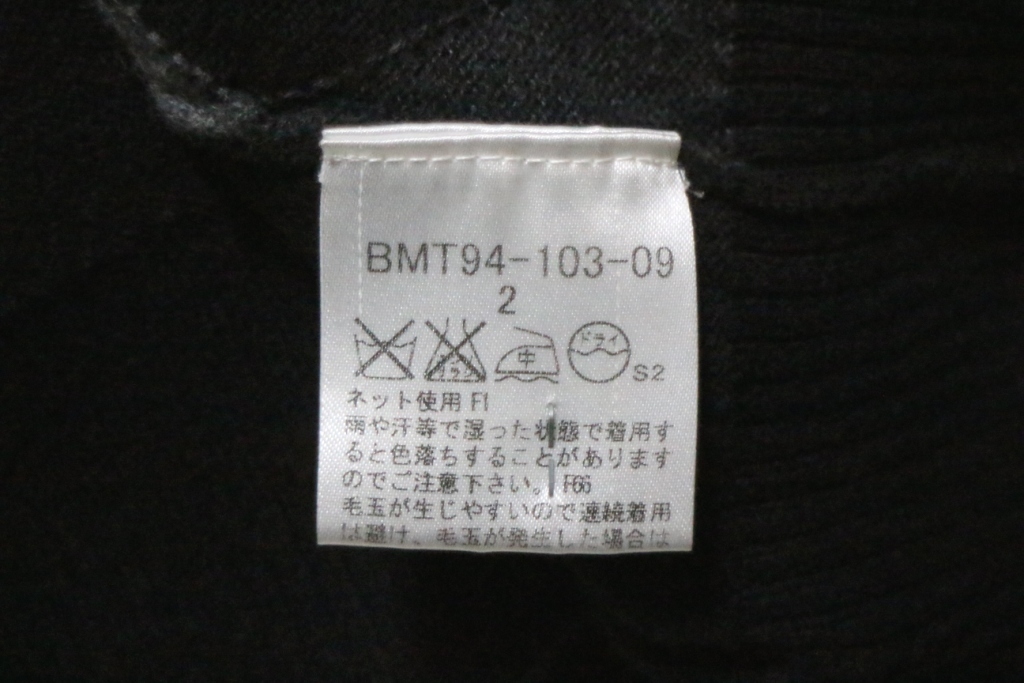 BMT94-103-09
2
中 ドライ S2
ネット使用 F1
雨や汗等で湿った状態で着用す
ると色落ちすることがあります
のでご注意下さい。 F66
毛玉が生じやすいので連続着用
は避け、毛玉が発生した場合は